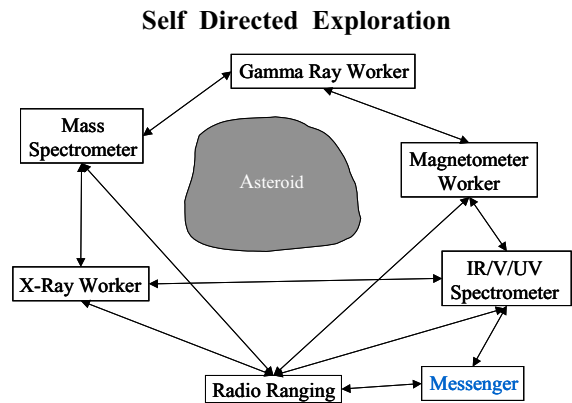 Self Directed Exploration
Gamma Ray Worker
Mass
Spectrometer
Magnetometer
Worker
Asteroid
X-Ray Worker
IR/V/UV
Spectrometer
Radio Ranging
Messenger